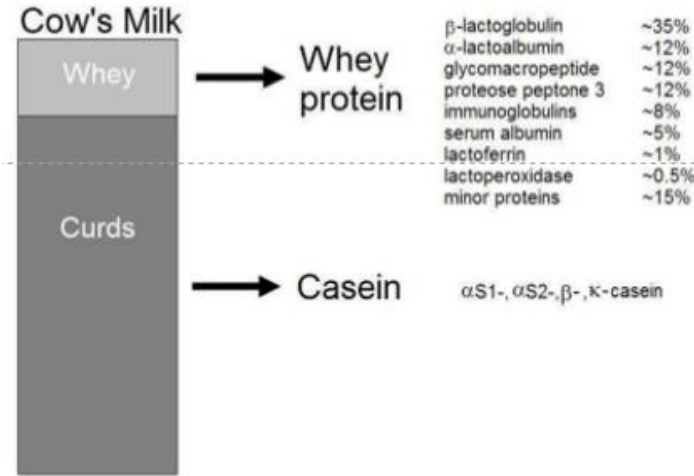 Cow's Milk
Whey
Whey
protein
β-lactoglobulin ~35%
α-lactoalbumin ~12%
glycomacropeptide ~12%
proteose peptone 3 ~12%
immunoglobulins ~8%
serum albumin ~5%
lactoferrin ~1%
lactoperoxidase ~0.5%
minor proteins ~15%
Curds
Casein
αS1-,αS2-,β-,κ-casein